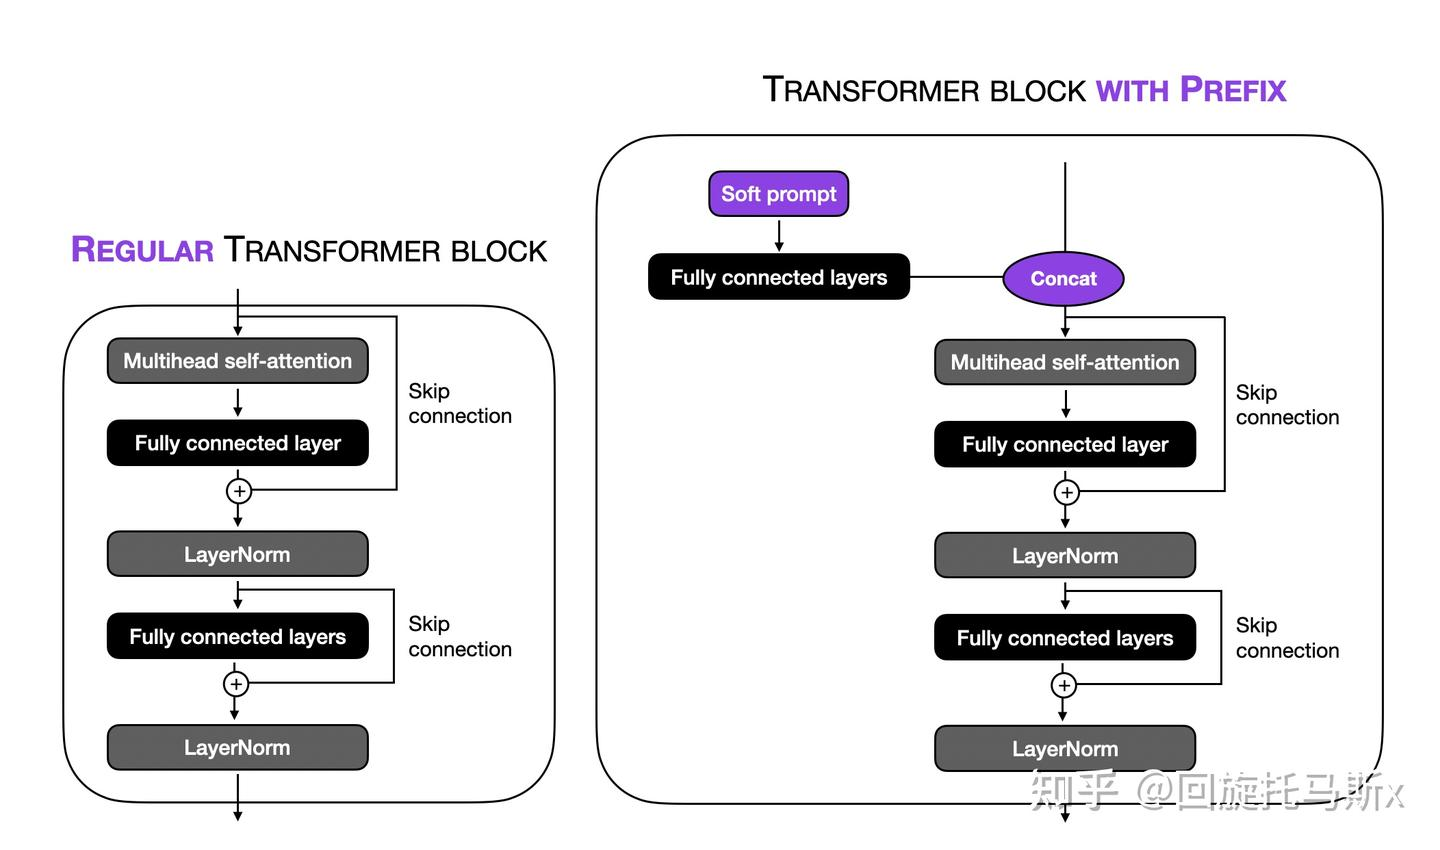 TRANSFORMER BLOCK WITH PREFIX
Soft prompt
Fully connected layers
Concat
Multihead self-attention
Skip
connection
Fully connected layer
+
LayerNorm
Fully connected layers
Skip
connection
+
LayerNorm
REGULAR TRANSFORMER BLOCK
Multihead self-attention
Skip
connection
Fully connected layer
+
LayerNorm
Fully connected layers
Skip
connection
+
LayerNorm
知乎 @回旋托马斯x